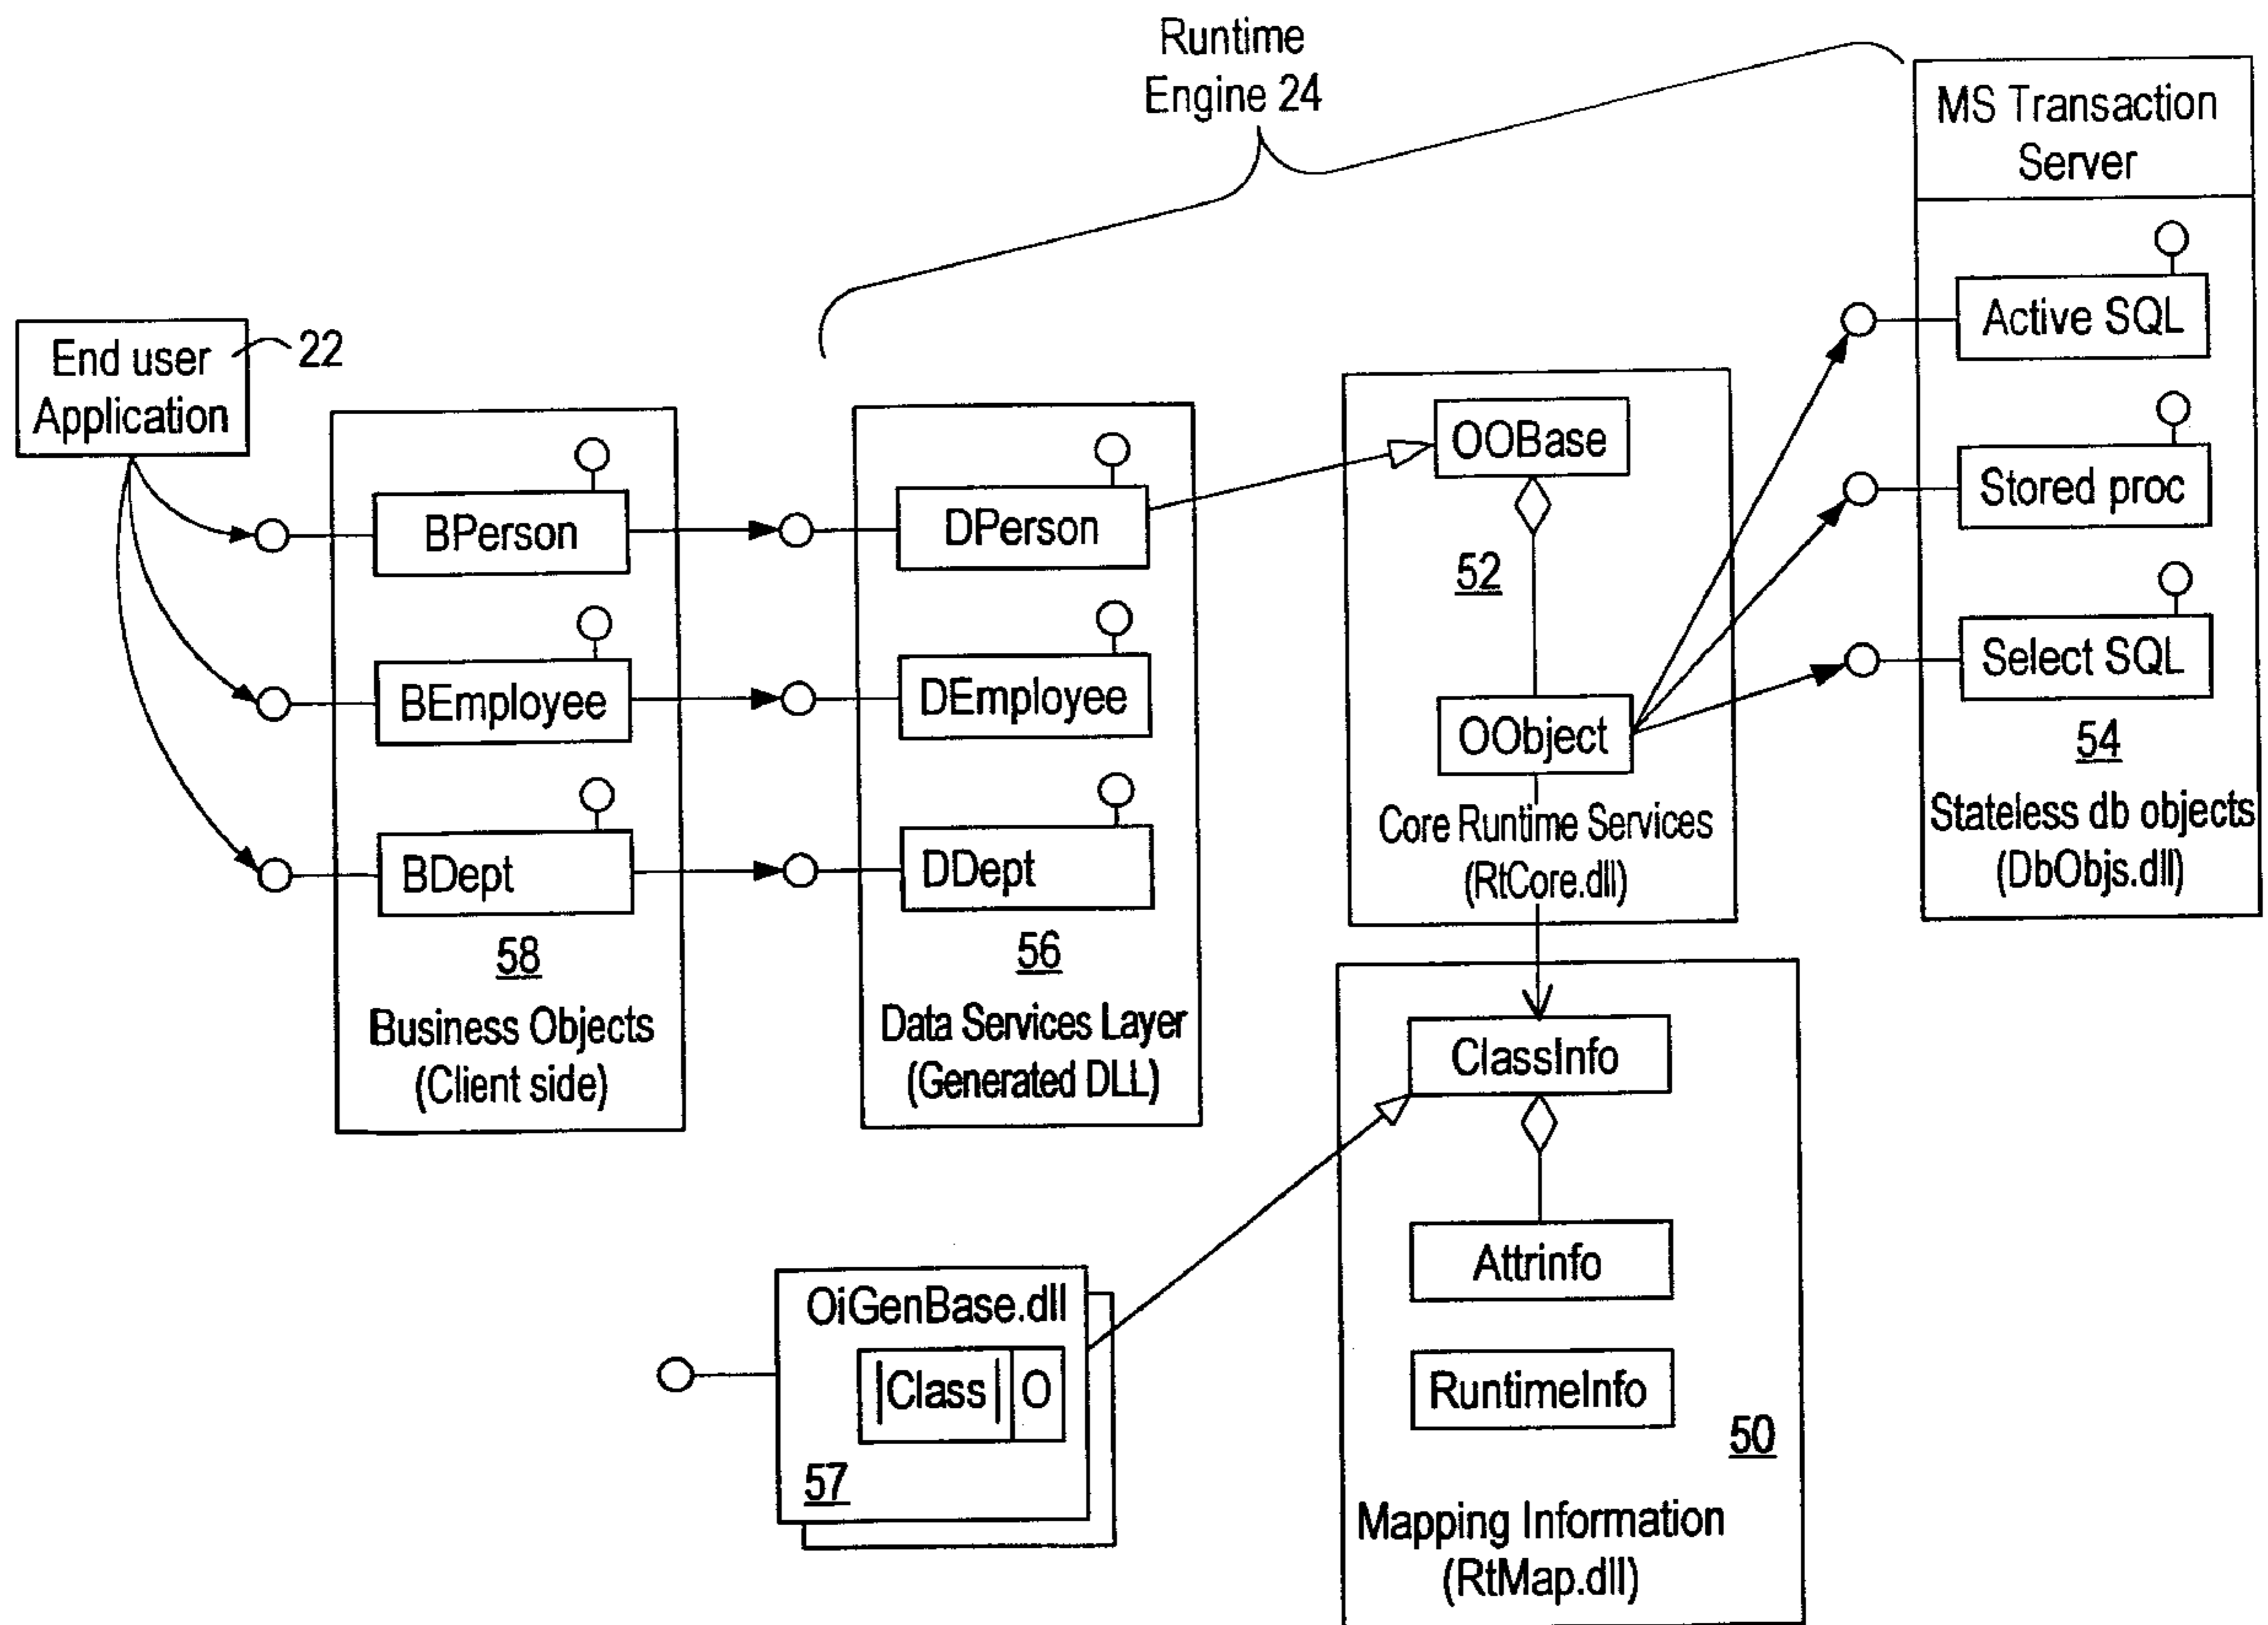 Runtime
Engine 24
MS Transaction
Server
End user
Application
22
Active SQL
Stored proc
Select SQL
54
Stateless db objects
(DbObjs.dll)
BPerson
BEmployee
BDept
58
Business Objects
(Client side)
DPerson
DEmployee
DDept
56
Data Services Layer
(Generated DLL)
OOBase
52
OObject
Core Runtime Services
(RtCore.dll)
ClassInfo
Attrinfo
RuntimeInfo
50
Mapping Information
(RtMap.dll)
OiGenBase.dll
|Class| O
57